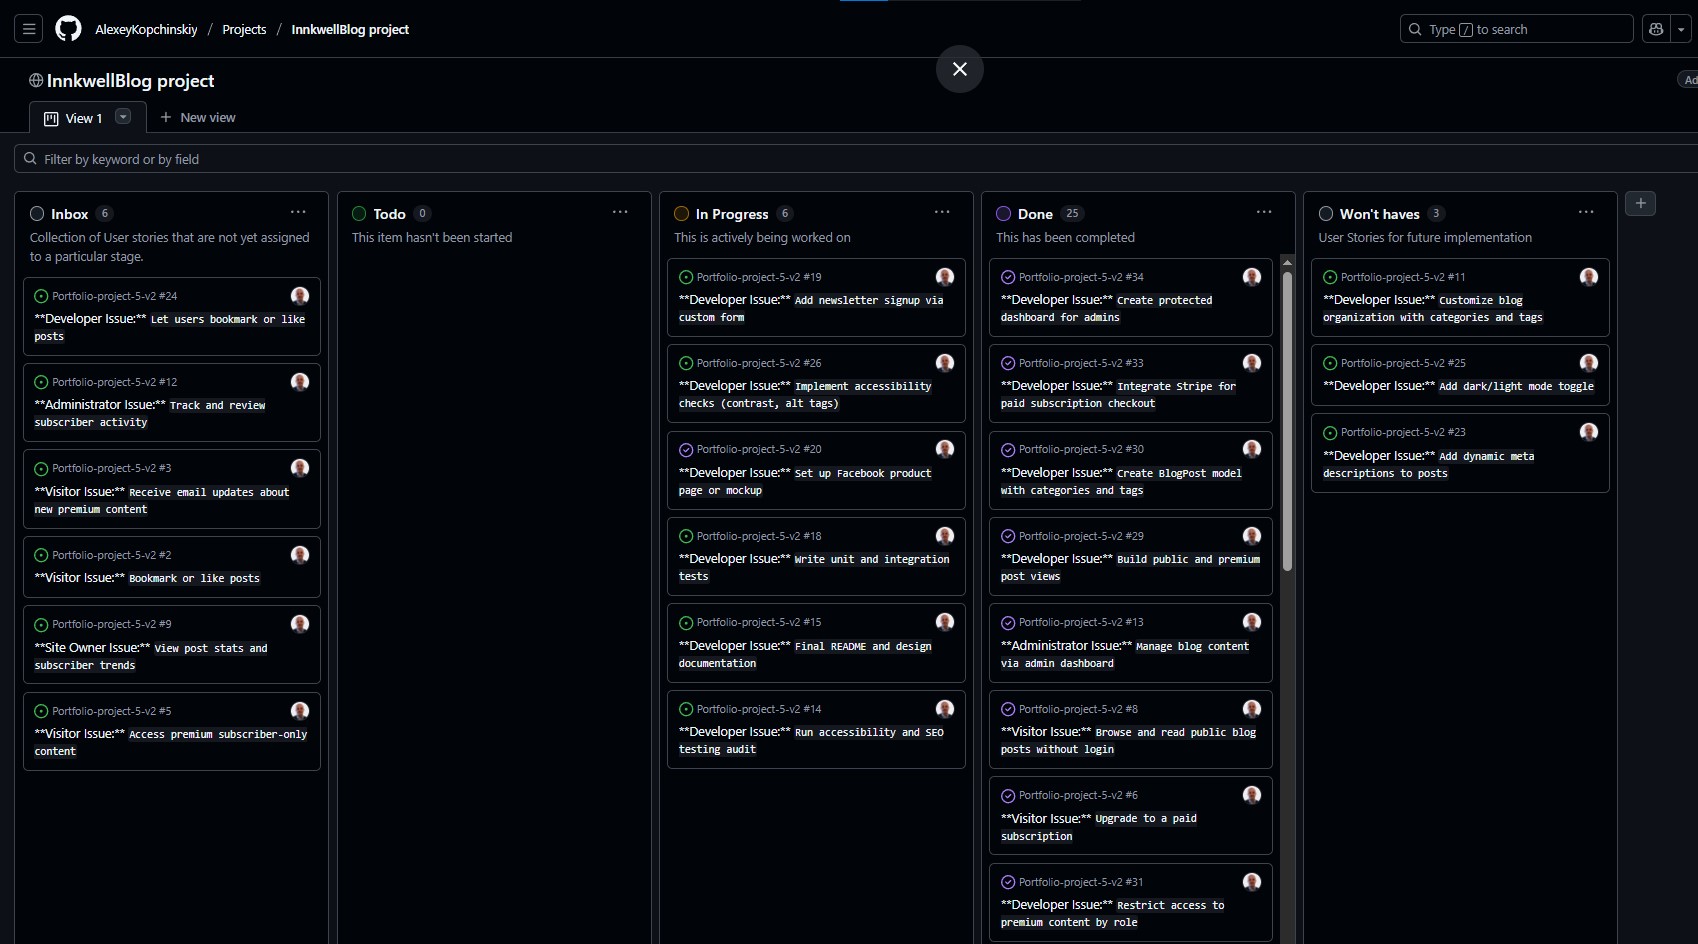 AlexeyKopchinskiy / Projects / InnkwellBlog project
Type / to search
InnkwellBlog project
Ad
View 1
New view
Filter by keyword or by field
Inbox 6
Collection of User stories that are not yet assigned
to a particular stage.
Portfolio-project-5-v2 #24
**Developer Issue:** Let users bookmark or like
posts
Portfolio-project-5-v2 #12
**Administrator Issue:** Track and review
subscriber activity
Portfolio-project-5-v2 #3
**Visitor Issue:** Receive email updates about
new premium content
Portfolio-project-5-v2 #2
**Visitor Issue:** Bookmark or like posts
Portfolio-project-5-v2 #9
**Site Owner Issue:** View post stats and
subscriber trends
Portfolio-project-5-v2 #5
**Visitor Issue:** Access premium subscriber-only
content
Todo 0
This item hasn't been started
In Progress 6
This is actively being worked on
Portfolio-project-5-v2 #19
**Developer Issue:** Add newsletter signup via
custom form
Portfolio-project-5-v2 #26
**Developer Issue:** Implement accessibility
checks (contrast, alt tags)
Portfolio-project-5-v2 #20
**Developer Issue:** Set up Facebook product
page or mockup
Portfolio-project-5-v2 #18
**Developer Issue:** Write unit and integration
tests
Portfolio-project-5-v2 #15
**Developer Issue:** Final README and design
documentation
Portfolio-project-5-v2 #14
**Developer Issue:** Run accessibility and SEO
testing audit
Done 25
This has been completed
Portfolio-project-5-v2 #34
**Developer Issue:** Create protected
dashboard for admins
Portfolio-project-5-v2 #33
**Developer Issue:** Integrate Stripe for
paid subscription checkout
Portfolio-project-5-v2 #30
**Developer Issue:** Create BlogPost model
with categories and tags
Portfolio-project-5-v2 #29
**Developer Issue:** Build public and premium
post views
Portfolio-project-5-v2 #13
**Administrator Issue:** Manage blog content
via admin dashboard
Portfolio-project-5-v2 #8
**Visitor Issue:** Browse and read public blog
posts without login
Portfolio-project-5-v2 #6
**Visitor Issue:** Upgrade to a paid
subscription
Portfolio-project-5-v2 #31
**Developer Issue:** Restrict access to
premium content by role
Won't haves 3
User Stories for future implementation
Portfolio-project-5-v2 #11
**Developer Issue:** Customize blog
organization with categories and tags
Portfolio-project-5-v2 #25
**Developer Issue:** Add dark/light mode toggle
Portfolio-project-5-v2 #23
**Developer Issue:** Add dynamic meta
descriptions to posts